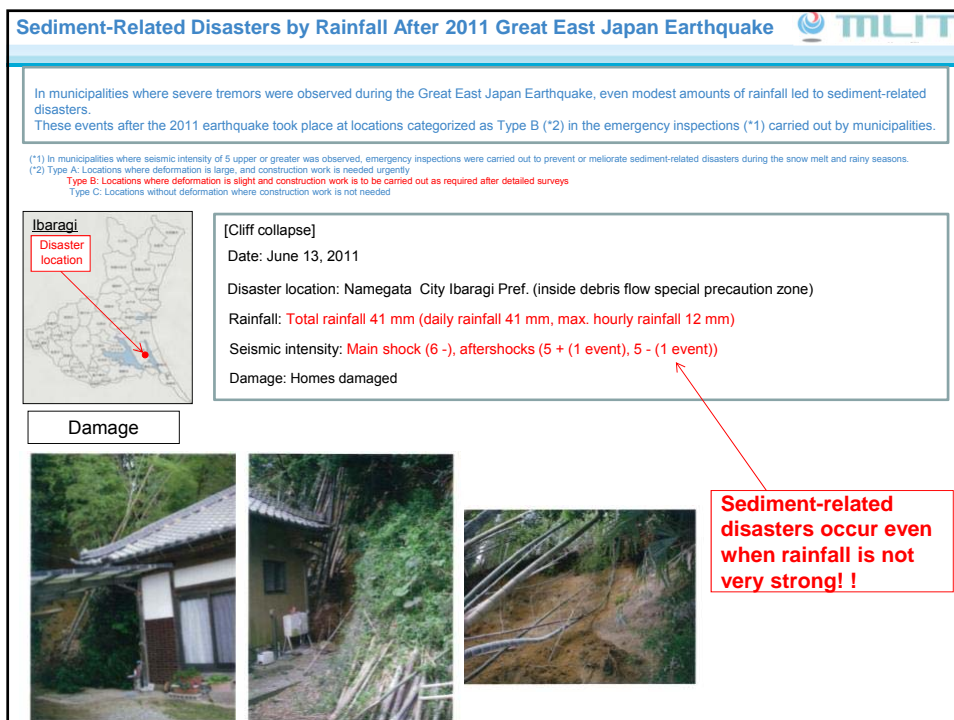 Sediment-Related Disasters by Rainfall After 2011 Great East Japan Earthquake
MLIT
In municipalities where severe tremors were observed during the Great East Japan Earthquake, even modest amounts of rainfall led to sediment-related
disasters.
These events after the 2011 earthquake took place at locations categorized as Type B (*2) in the emergency inspections (*1) carried out by municipalities.
(*1) In municipalities where seismic intensity of 5 upper or greater was observed, emergency inspections were carried out to prevent or meliorate sediment-related disasters during the snow melt and rainy seasons.
(*2) Type A: Locations where deformation is large, and construction work is needed urgently
Type B: Locations where deformation is slight and construction work is to be carried out as required after detailed surveys
Type C: Locations without deformation where construction work is not needed
Ibaragi
Disaster
location
[Cliff collapse]
Date: June 13, 2011
Disaster location: Namegata City Ibaragi Pref. (inside debris flow special precaution zone)
Rainfall: Total rainfall 41 mm (daily rainfall 41 mm, max. hourly rainfall 12 mm)
Seismic intensity: Main shock (6 -), aftershocks (5 + (1 event), 5 - (1 event))
Damage: Homes damaged
Damage
Sediment-related
disasters occur even
when rainfall is not
very strong! !